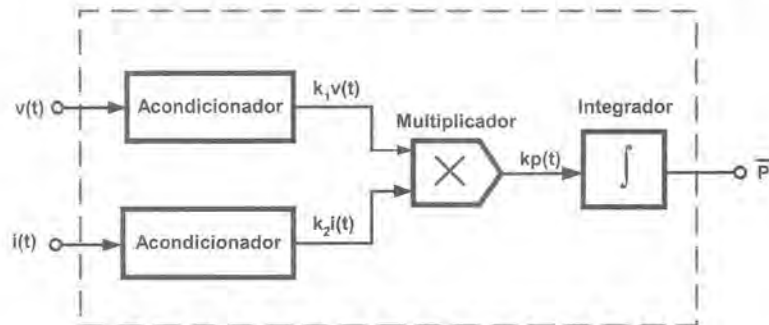 v(t)
Acondicionador
k₁v(t)
Multiplicador
kp(t)
Integrador
∫
P̅
i(t)
Acondicionador
k₂i(t)